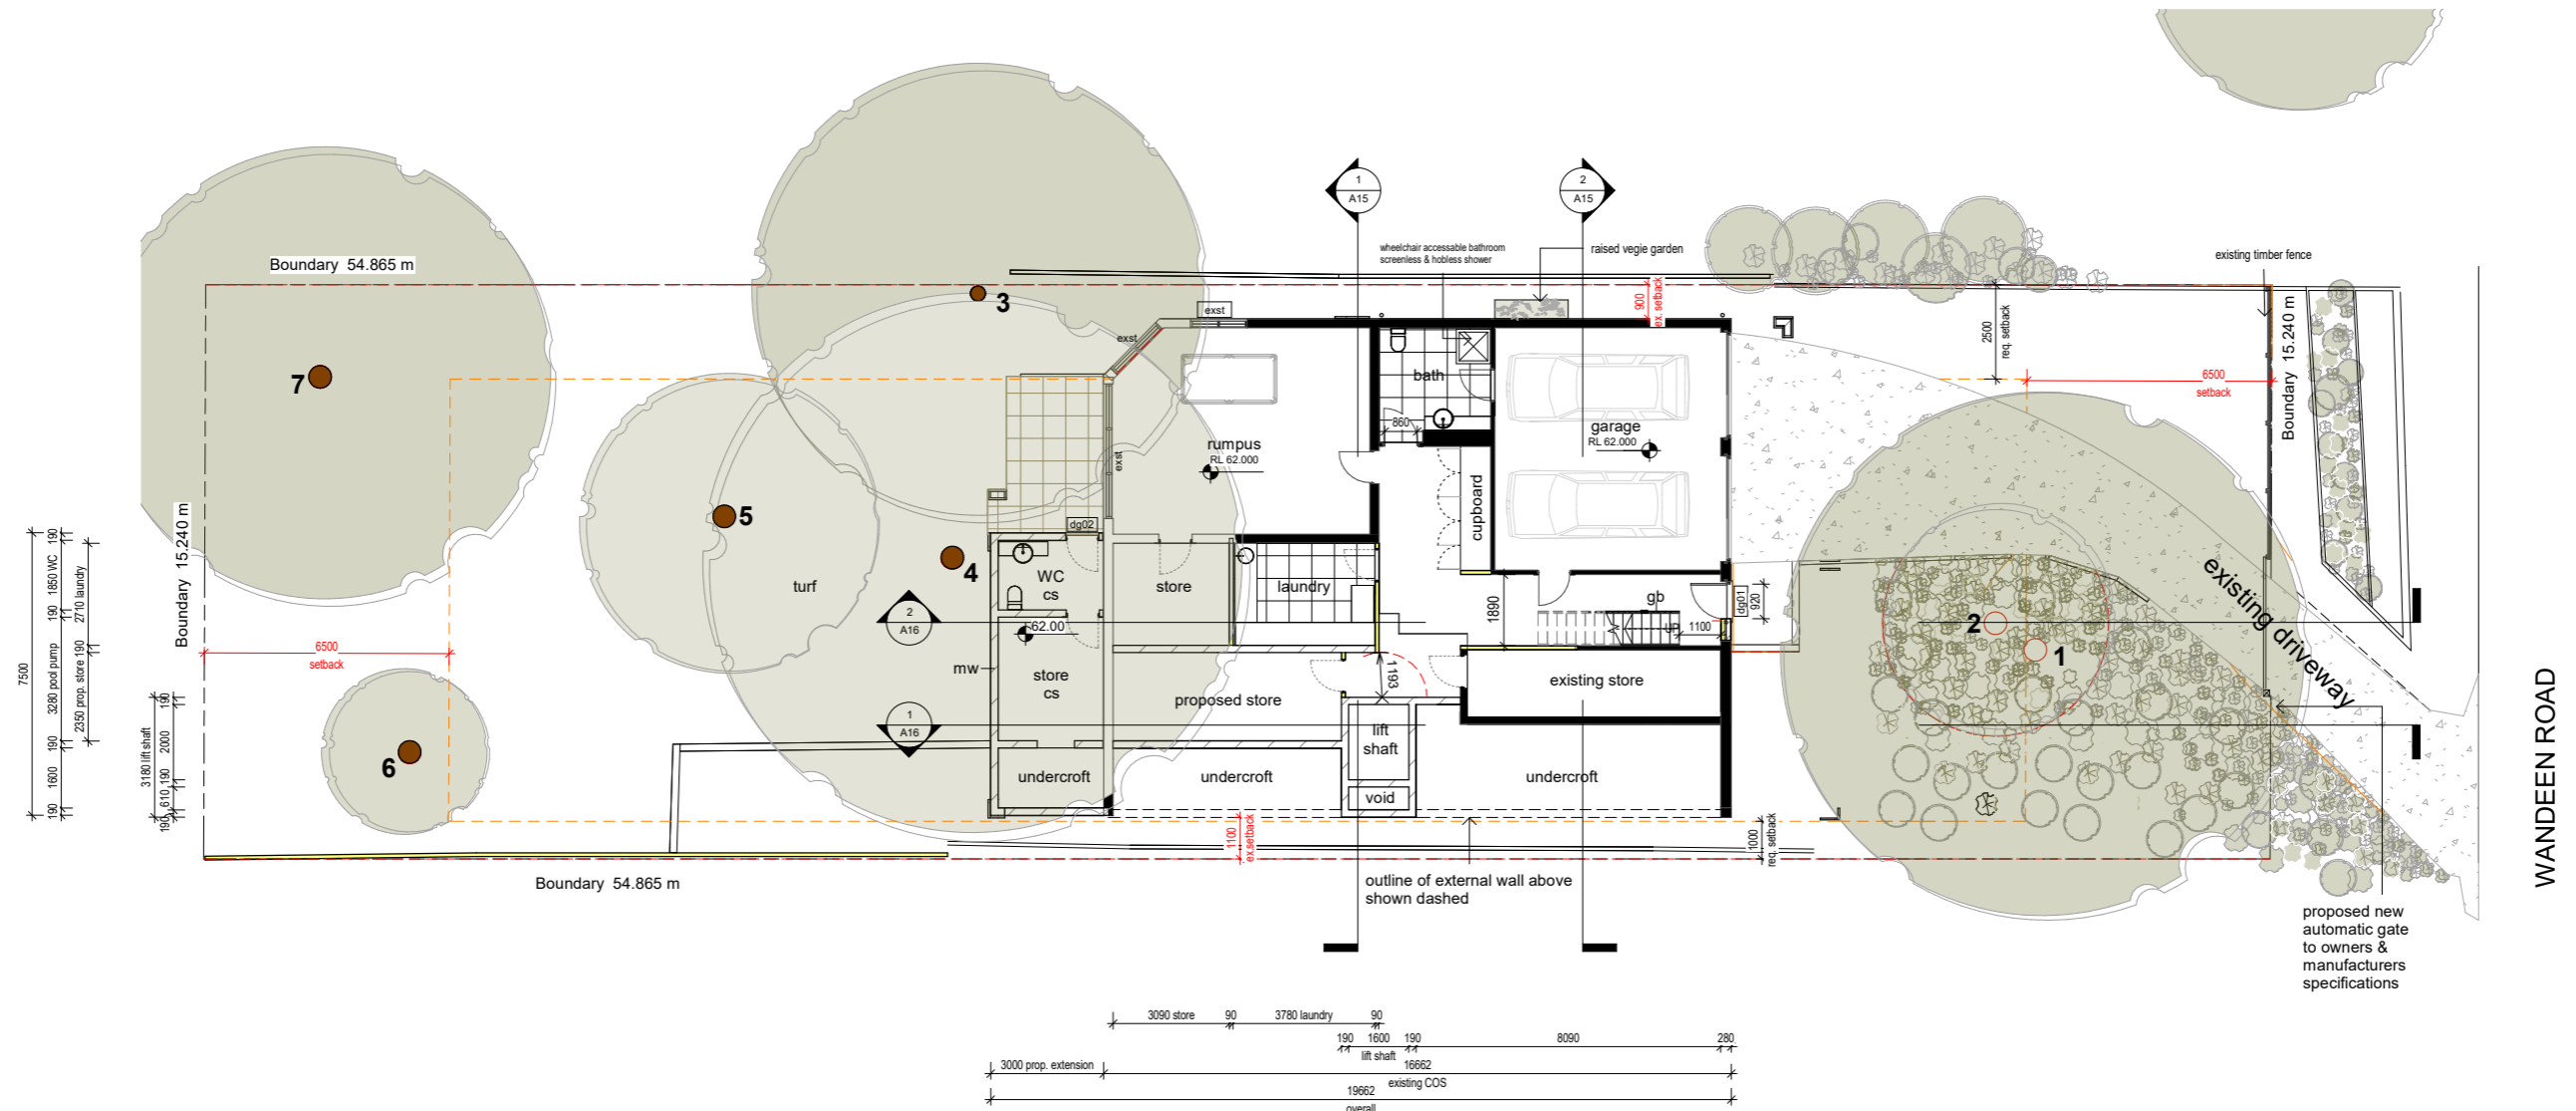 1
A15
2
A15
wheelchair accessable bathroom
screenless & hobless shower
raised vegie garden
existing timber fence
Boundary 54.865 m
3
exst
900
ex. setback
2500
req. setback
Boundary 15.240 m
exst
7
bath
6500
setback
860
garage
RL 62.000
rumpus
RL 62.000
exst
cupboard
5
dg02
Boundary 15.240 m
4
WC
cs
turf
store
laundry
gb
dg01
920
existing driveway
1890
2
A16
62.00
UP
1100
2
1
6500
setback
mw
store
cs
1193
existing store
proposed store
WANDEEN ROAD
1
A16
lift
shaft
6
undercroft
undercroft
undercroft
void
1100
ex.setback
1000
req. setback
Boundary 54.865 m
outline of external wall above
shown dashed
proposed new
automatic gate
to owners &
manufacturers
specifications
7500
190
1850 WC
190
3280 pool pump
190
1600
190
2710 laundry
190
2350 prop. store
3180 lift shaft
190
2000
190
610
190
3090 store
90
3780 laundry
90
190
1600
190
8090
280
lift shaft
3000 prop. extension
16662
existing COS
19662
overall